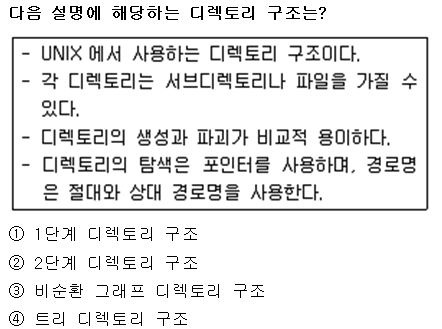 다음 설명에 해당하는 디렉토리 구조는?
- UNIX에서 사용하는 디렉토리 구조이다.
- 각 디렉토리는 서브디렉토리나 파일을 가질 수
있다.
- 디렉토리의 생성과 파괴가 비교적 용이하다.
- 디렉토리의 탐색은 포인터를 사용하며, 경로명
은 절대와 상대 경로명을 사용한다.
① 1단계 디렉토리 구조
② 2단계 디렉토리 구조
③ 비순환 그래프 디렉토리 구조
④ 트리 디렉토리 구조